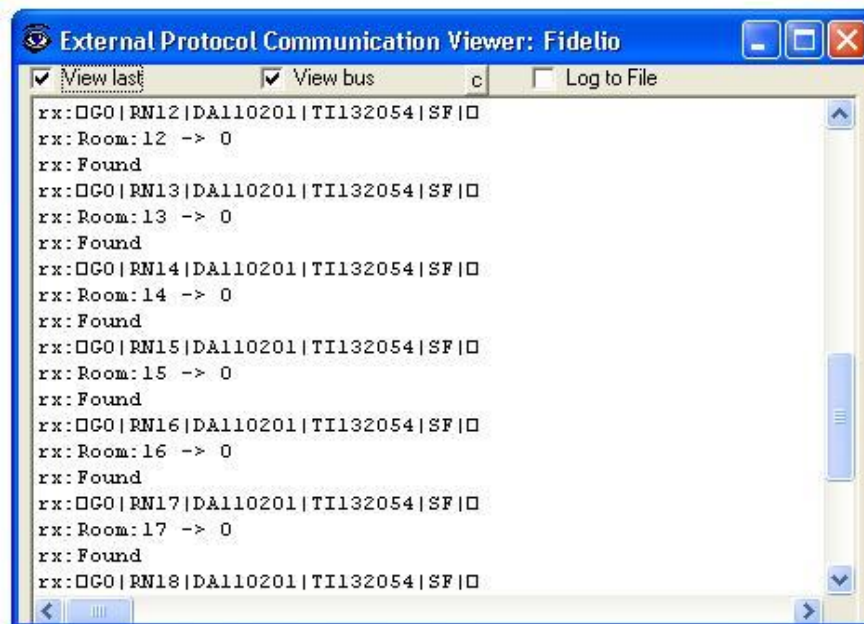 External Protocol Communication Viewer: Fidelio
View last View bus c Log to File
rx:□GO|RN12|DA110201|TI132054|SF|□
rx:Room:12 -> 0
rx:Found
rx:□GO|RN13|DA110201|TI132054|SF|□
rx:Room:13 -> 0
rx:Found
rx:□GO|RN14|DA110201|TI132054|SF|□
rx:Room:14 -> 0
rx:Found
rx:□GO|RN15|DA110201|TI132054|SF|□
rx:Room:15 -> 0
rx:Found
rx:□GO|RN16|DA110201|TI132054|SF|□
rx:Room:16 -> 0
rx:Found
rx:□GO|RN17|DA110201|TI132054|SF|□
rx:Room:17 -> 0
rx:Found
rx:□GO|RN18|DA110201|TI132054|SF|□